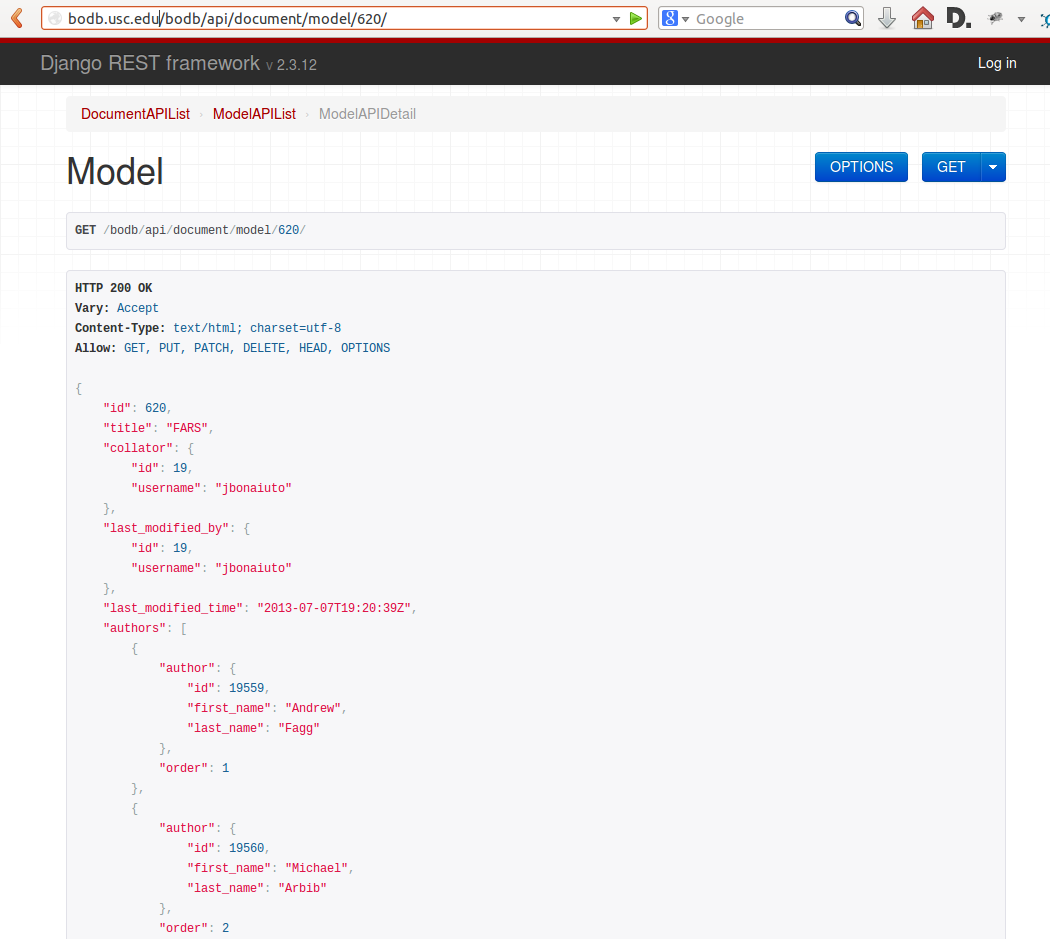 bodb.usc.edu/bodb/api/document/model/620/
8 Google
D.
Django REST framework v 2.3.12
Log in
DocumentAPIList › ModelAPIList › ModelAPIDetail
Model
OPTIONS
GET
GET /bodb/api/document/model/620/
HTTP 200 OK
Vary: Accept
Content-Type: text/html; charset=utf-8
Allow: GET, PUT, PATCH, DELETE, HEAD, OPTIONS
{
    "id": 620,
    "title": "FARS",
    "collator": {
        "id": 19,
        "username": "jbonaiuto"
    },
    "last_modified_by": {
        "id": 19,
        "username": "jbonaiuto"
    },
    "last_modified_time": "2013-07-07T19:20:39Z",
    "authors": [
        {
            "author": {
                "id": 19559,
                "first_name": "Andrew",
                "last_name": "Fagg"
            },
            "order": 1
        },
        {
            "author": {
                "id": 19560,
                "first_name": "Michael",
                "last_name": "Arbib"
            },
            "order": 2